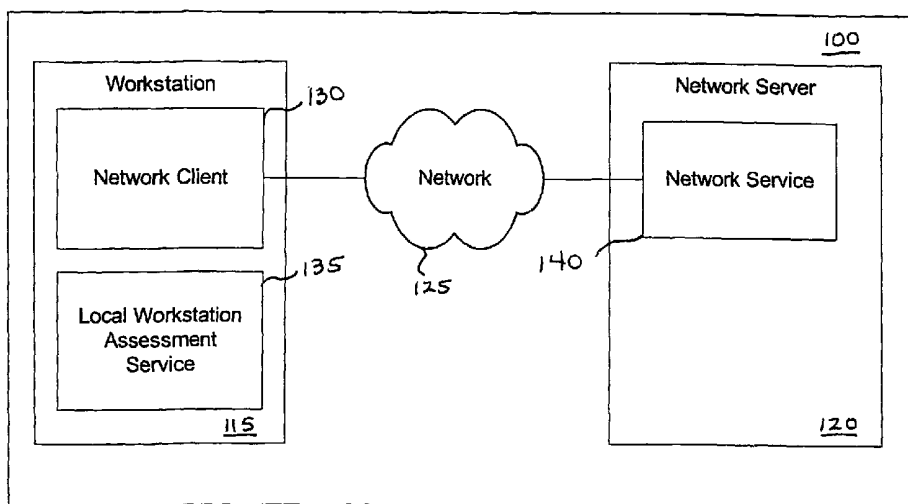 100
Workstation
Network Server
130
Network Client
Network
Network Service
125
140
135
Local Workstation
Assessment
Service
115
120